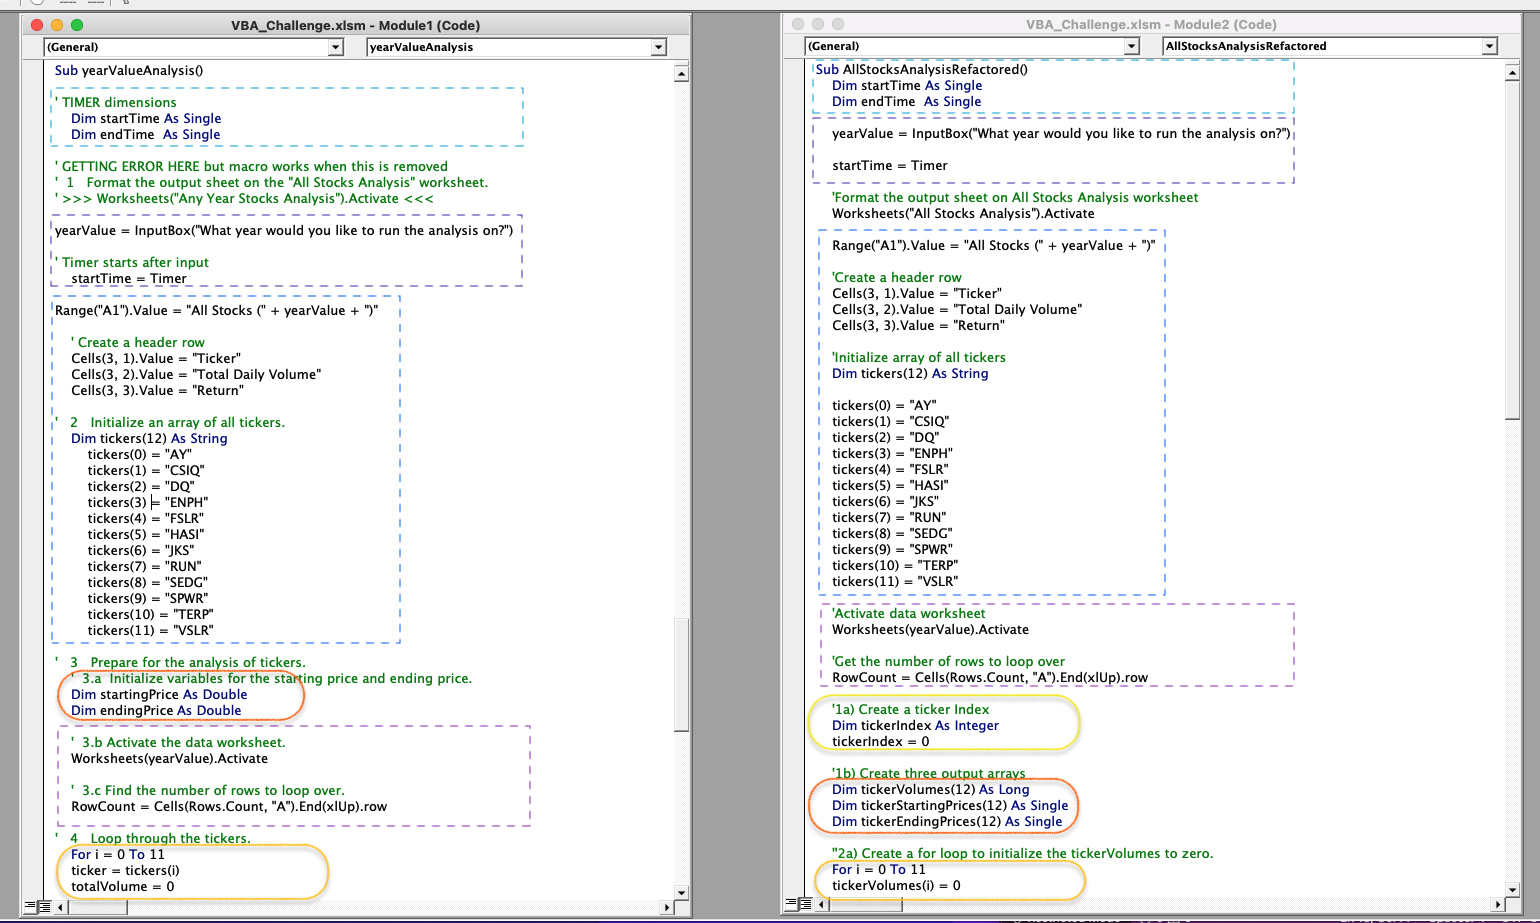 VBA_Challenge.xlsm - Module1 (Code)
(General)
yearValueAnalysis
Sub yearValueAnalysis()
' TIMER dimensions
Dim startTime As Single
Dim endTime  As Single
' GETTING ERROR HERE but macro works when this is removed
'  1   Format the output sheet on the "All Stocks Analysis" worksheet.
' >>> Worksheets("Any Year Stocks Analysis").Activate <<<
yearValue = InputBox("What year would you like to run the analysis on?")
' Timer starts after input
startTime = Timer
Range("A1").Value = "All Stocks (" + yearValue + ")"
' Create a header row
Cells(3, 1).Value = "Ticker"
Cells(3, 2).Value = "Total Daily Volume"
Cells(3, 3).Value = "Return"
'   2   Initialize an array of all tickers.
Dim tickers(12) As String
tickers(0) = "AY"
tickers(1) = "CSIQ"
tickers(2) = "DQ"
tickers(3) = "ENPH"
tickers(4) = "FSLR"
tickers(5) = "HASI"
tickers(6) = "JKS"
tickers(7) = "RUN"
tickers(8) = "SEDG"
tickers(9) = "SPWR"
tickers(10) = "TERP"
tickers(11) = "VSLR"
'   3   Prepare for the analysis of tickers.
'  3.a  Initialize variables for the starting price and ending price.
Dim startingPrice As Double
Dim endingPrice As Double
'  3.b Activate the data worksheet.
Worksheets(yearValue).Activate
'  3.c Find the number of rows to loop over.
RowCount = Cells(Rows.Count, "A").End(xlUp).row
'   4   Loop through the tickers.
For i = 0 To 11
ticker = tickers(i)
totalVolume = 0
VBA_Challenge.xlsm - Module2 (Code)
(General)
AllStocksAnalysisRefactored
Sub AllStocksAnalysisRefactored()
Dim startTime As Single
Dim endTime  As Single
yearValue = InputBox("What year would you like to run the analysis on?")
startTime = Timer
'Format the output sheet on All Stocks Analysis worksheet
Worksheets("All Stocks Analysis").Activate
Range("A1").Value = "All Stocks (" + yearValue + ")"
'Create a header row
Cells(3, 1).Value = "Ticker"
Cells(3, 2).Value = "Total Daily Volume"
Cells(3, 3).Value = "Return"
'Initialize array of all tickers
Dim tickers(12) As String
tickers(0) = "AY"
tickers(1) = "CSIQ"
tickers(2) = "DQ"
tickers(3) = "ENPH"
tickers(4) = "FSLR"
tickers(5) = "HASI"
tickers(6) = "JKS"
tickers(7) = "RUN"
tickers(8) = "SEDG"
tickers(9) = "SPWR"
tickers(10) = "TERP"
tickers(11) = "VSLR"
'Activate data worksheet
Worksheets(yearValue).Activate
'Get the number of rows to loop over
RowCount = Cells(Rows.Count, "A").End(xlUp).row
'1a) Create a ticker Index
Dim tickerIndex As Integer
tickerIndex = 0
'1b) Create three output arrays
Dim tickerVolumes(12) As Long
Dim tickerStartingPrices(12) As Single
Dim tickerEndingPrices(12) As Single
''2a) Create a for loop to initialize the tickerVolumes to zero.
For i = 0 To 11
tickerVolumes(i) = 0